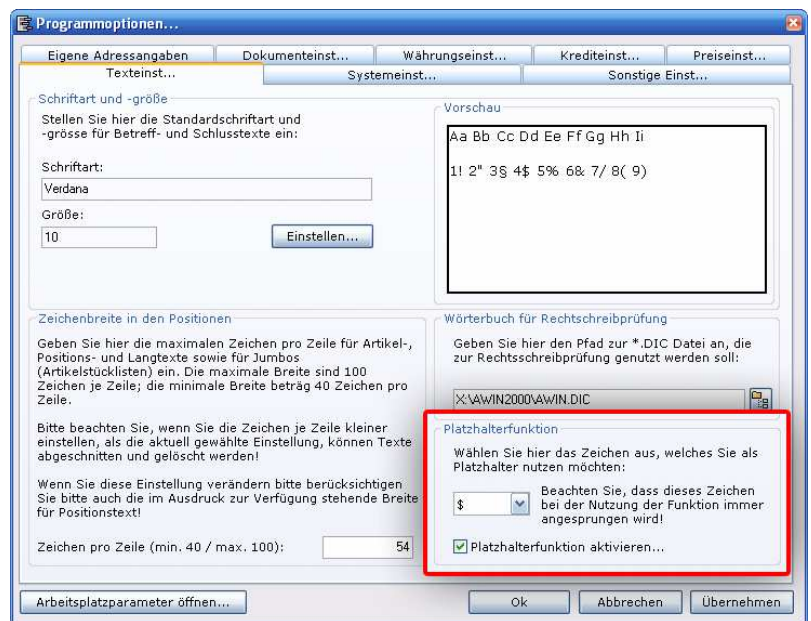 Programmoptionen...
Eigene Adressangaben
Dokumenteinst...
Währungseinst...
Krediteinst...
Preiseinst...
Texteinst...
Systemeinst...
Sonstige Einst...
Schriftart und -größe
Stellen Sie hier die Standardschriftart und
-grösse für Betreff- und Schlusstexte ein:
Schriftart:
Verdana
Größe:
10
Einstellen...
Vorschau
Aa Bb Cc Dd Ee Ff Gg Hh Ii
1! 2" 3§ 4$ 5% 6& 7/ 8( 9)
Zeichenbreite in den Positionen
Geben Sie hier die maximalen Zeichen pro Zeile für Artikel-,
Positions- und Langtexte sowie für Jumbos
(Artikelstücklisten) ein. Die maximale Breite sind 100
Zeichen je Zeile; die minimale Breite beträg 40 Zeichen pro
Zeile.
Bitte beachten Sie, wenn Sie die Zeichen je Zeile kleiner
einstellen, als die aktuell gewählte Einstellung, können Texte
abgeschnitten und gelöscht werden!
Wenn Sie diese Einstellung verändern bitte berücksichtigen
Sie bitte auch die im Ausdruck zur Verfügung stehende Breite
für Positionstext!
Zeichen pro Zeile (min. 40 / max. 100):
54
Wörterbuch für Rechtschreibprüfung
Geben Sie hier den Pfad zur *.DIC Datei an, die
zur Rechtsschreibprüfung genutzt werden soll:
X:\AWIN2000\AWIN.DIC
Platzhalterfunktion
Wählen Sie hier das Zeichen aus, welches Sie als
Platzhalter nutzen möchten:
$
Beachten Sie, dass dieses Zeichen
bei der Nutzung der Funktion immer
angesprungen wird!
Platzhalterfunktion aktivieren...
Arbeitsplatzparameter öffnen...
Ok
Abbrechen
Übernehmen